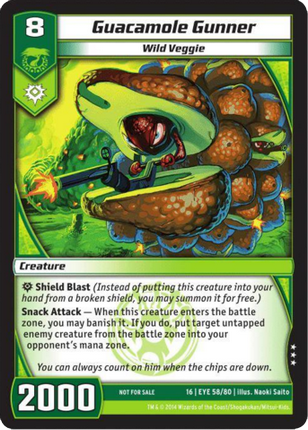 8
Guacamole Gunner
Wild Veggie
Creature
Shield Blast (Instead of putting this creature into your
hand from a broken shield, you may summon it for free.)
Snack Attack — When this creature enters the battle
zone, you may banish it. If you do, put target untapped
enemy creature from the battle zone into your
opponent's mana zone.
You can always count on him when the chips are down.
2000
NOT FOR SALE
16 | EYE 58/80 | Illus. Naoki Saito
TM & © 2014 Wizards of the Coast/Shogakukan/Mitsui-Kids.